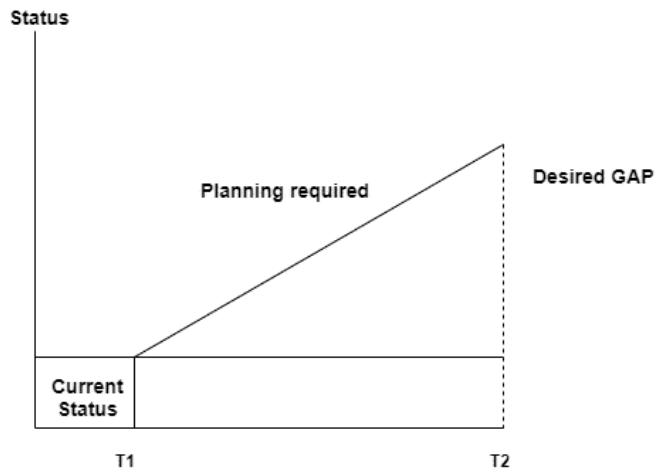 Status
Planning required
Desired GAP
Current
Status
T1
T2